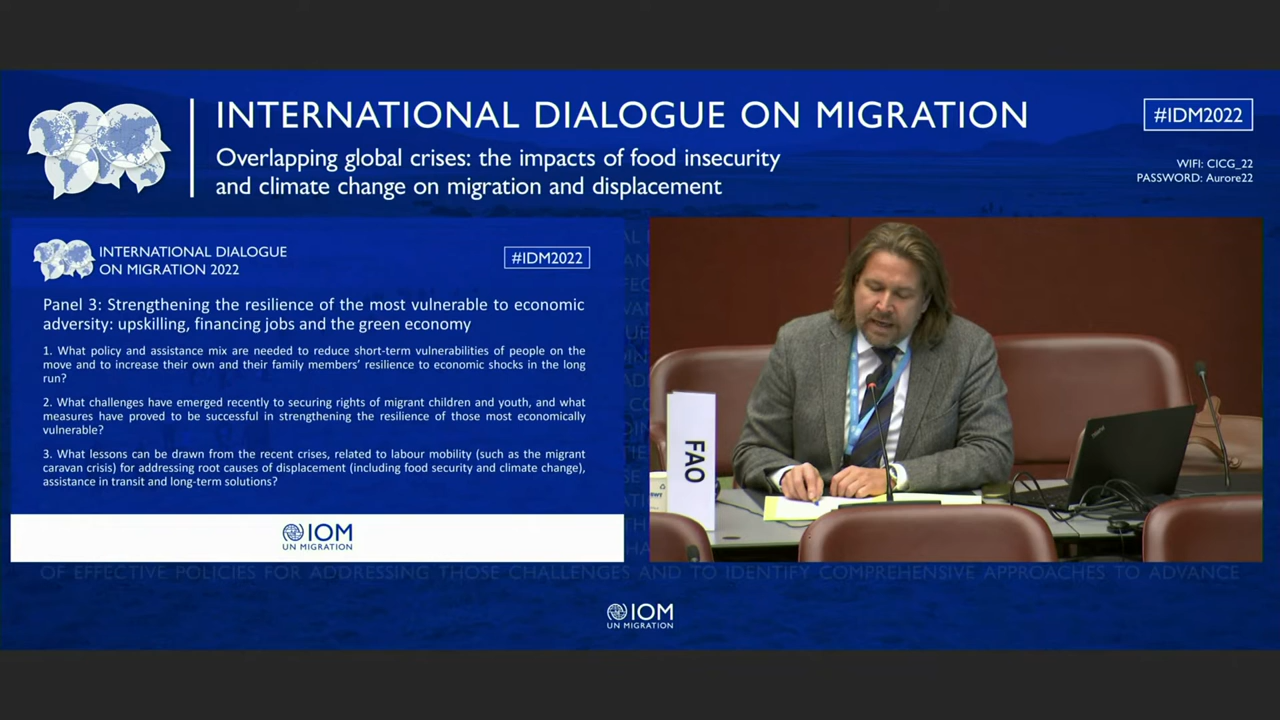 INTERNATIONAL DIALOGUE ON MIGRATION
Overlapping global crises: the impacts of food insecurity
and climate change on migration and displacement
#IDM2022
WIFI: CICG_22
PASSWORD: Aurore22
INTERNATIONAL DIALOGUE
ON MIGRATION 2022
#IDM2022
Panel 3: Strengthening the resilience of the most vulnerable to economic
adversity: upskilling, financing jobs and the green economy
1. What policy and assistance mix are needed to reduce short-term vulnerabilities of people on the
move and to increase their own and their family members' resilience to economic shocks in the long
run?
2. What challenges have emerged recently to securing rights of migrant children and youth, and what
measures have proved to be successful in strengthening the resilience of those most economically
vulnerable?
3. What lessons can be drawn from the recent crises, related to labour mobility (such as the migrant
caravan crisis) for addressing root causes of displacement (including food security and climate change),
assistance in transit and long-term solutions?
IOM
UN MIGRATION
FAO
OF EFFECTIVE POLICIES FOR ADDRESSING THOSE CHALLENGES AND TO IDENTIFY COMPREHENSIVE APPROACHES TO ADVANCE
IOM
UN MIGRATION